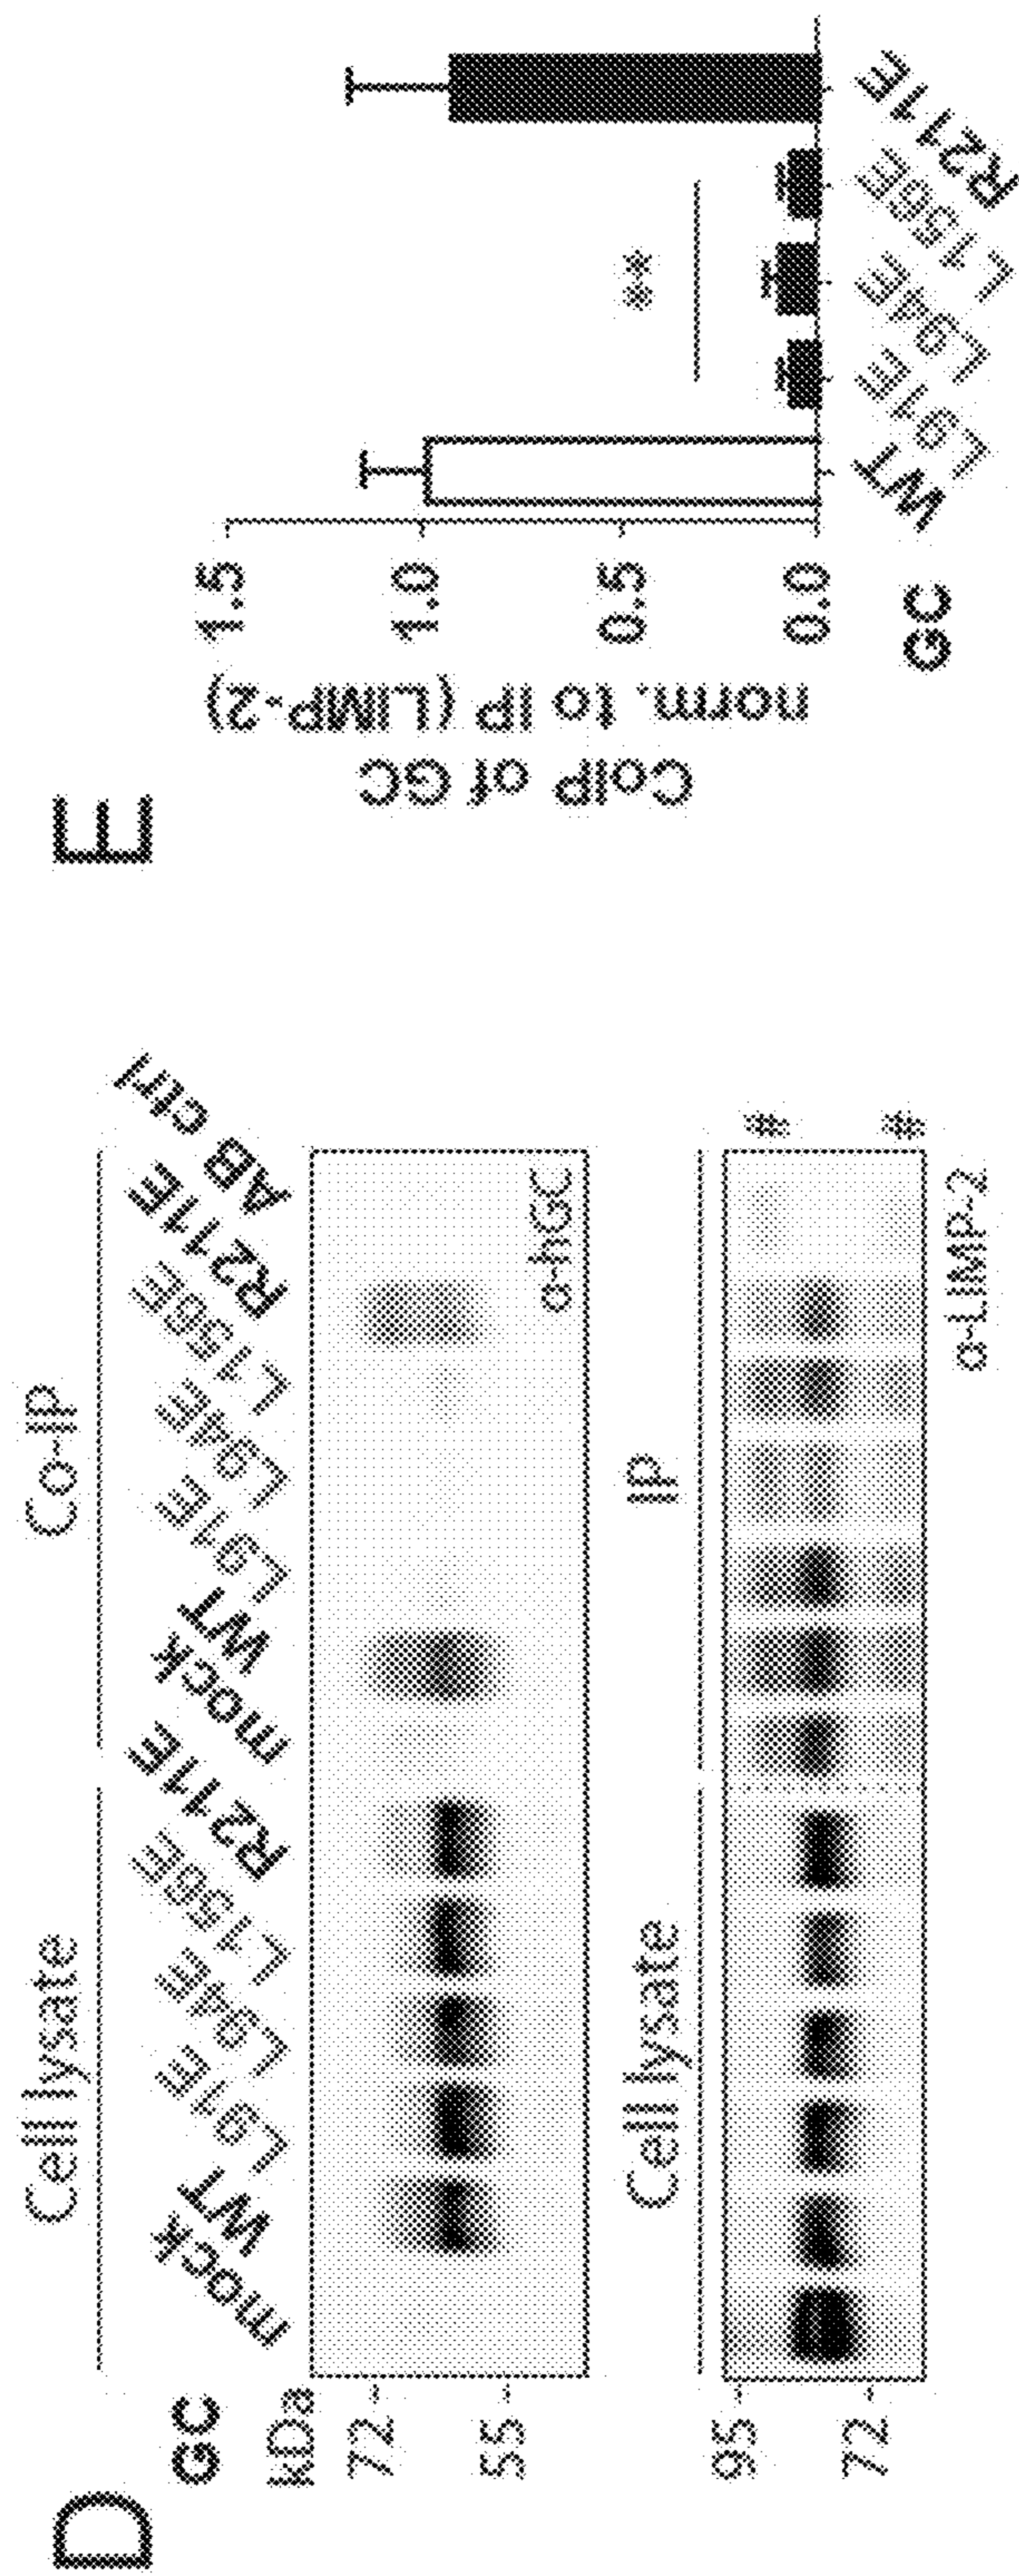 D
Cell lysate
Co-IP
GC
mock WT L91E L94E L156E R211E mock WT L91E L94E L156E R211E AB ctrl
kDa
72
55
α-hGC
Cell lysate
IP
95
72
#
#
α-LIMP-2
E
CoIP of GC
norm. to IP (LIMP-2)
1.5
1.0
0.5
0.0
**
GC
WT L91E L94E L156E R211E